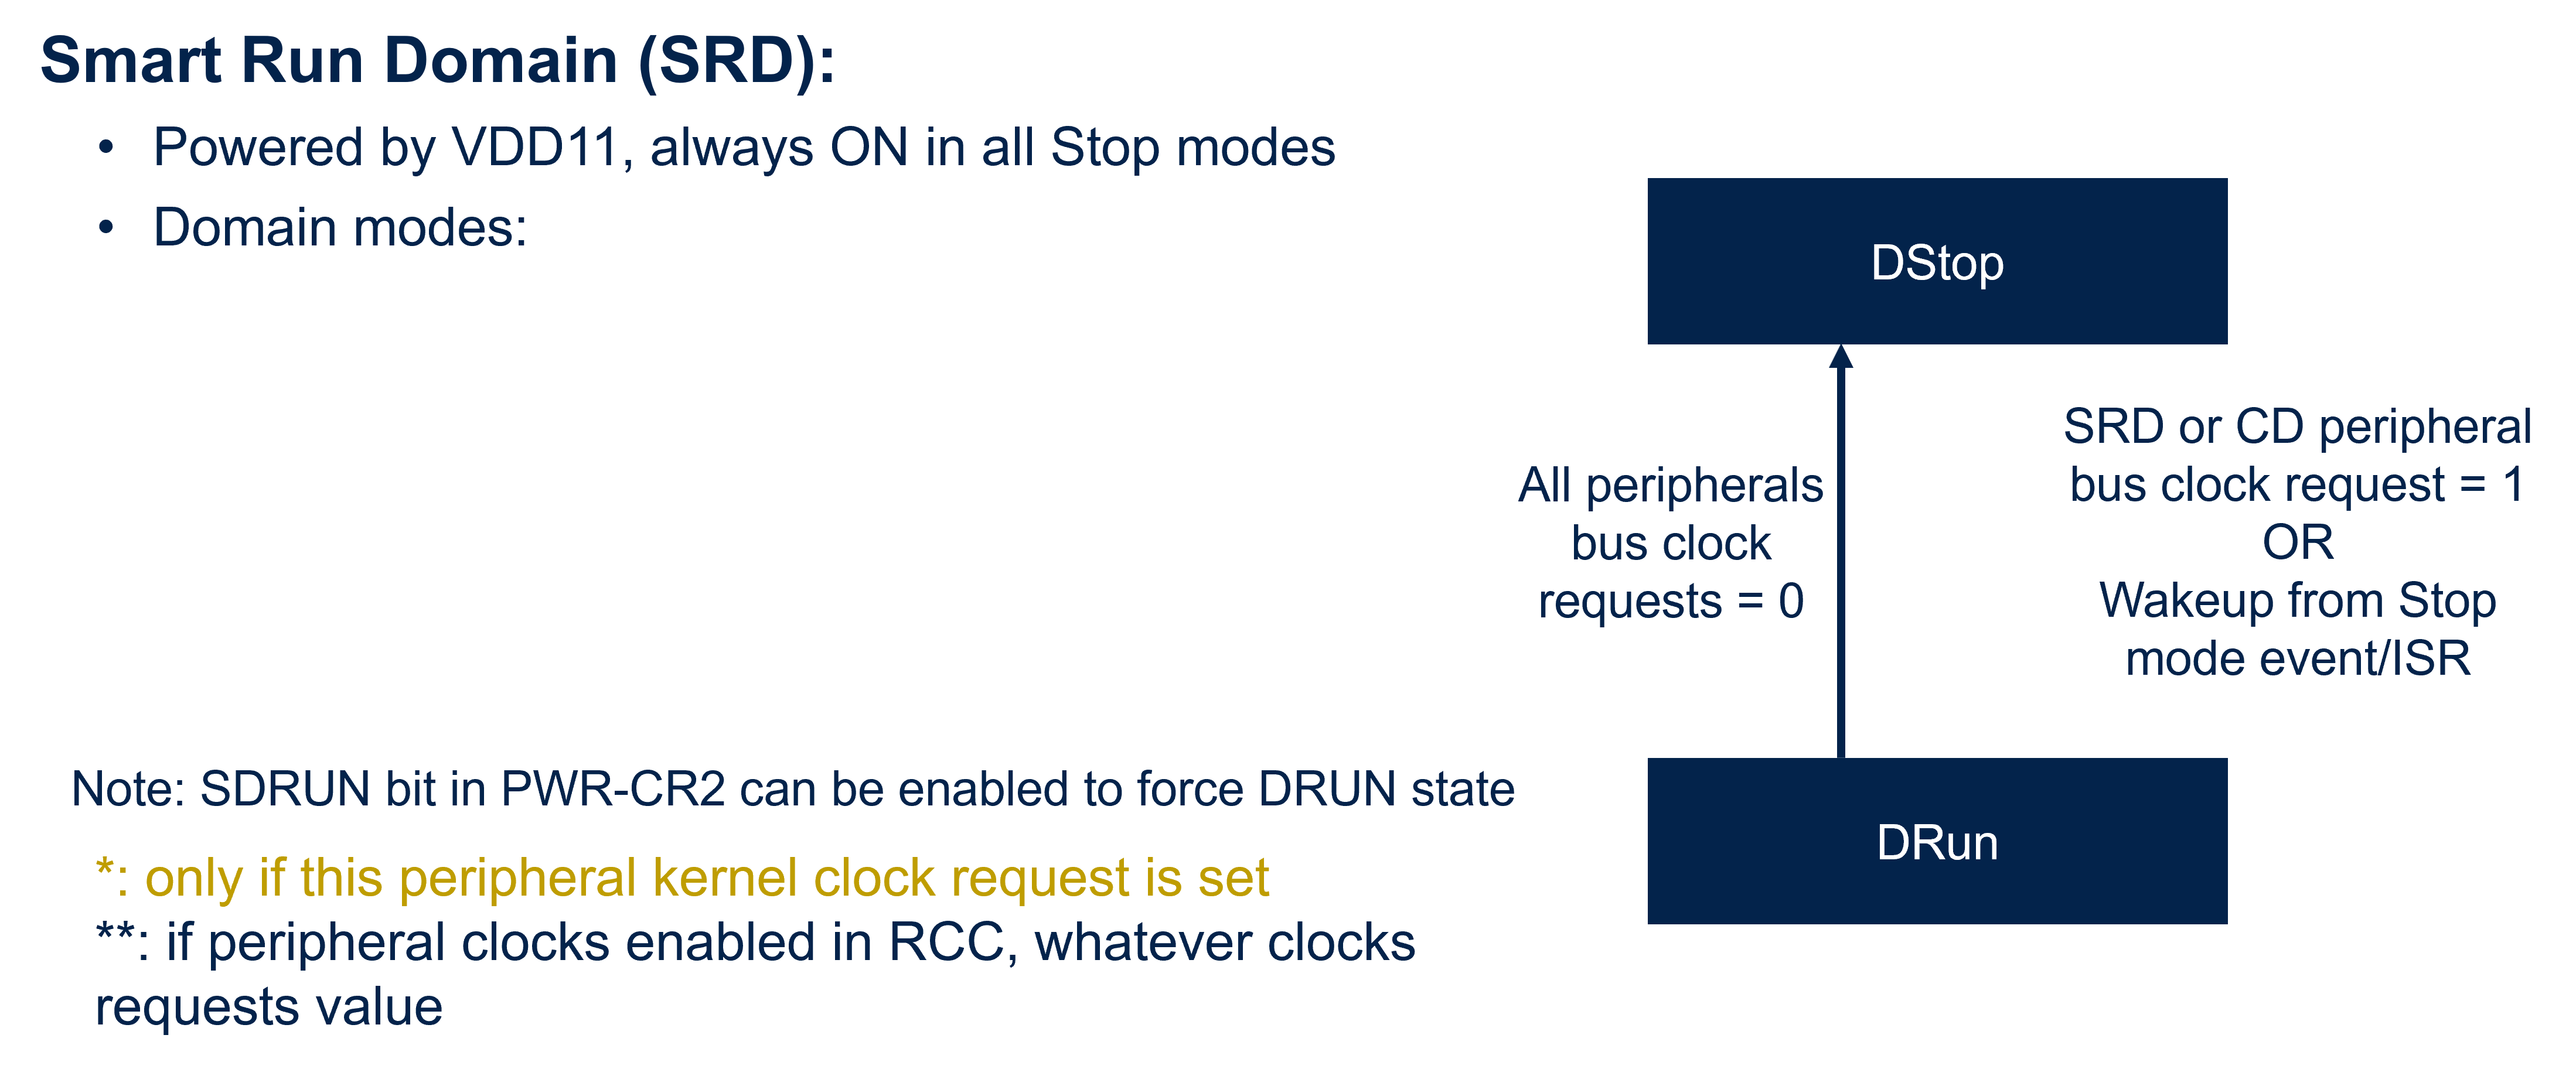 Smart Run Domain (SRD):
• Powered by VDD11, always ON in all Stop modes
• Domain modes:
DStop
All peripherals
bus clock
requests = 0
SRD or CD peripheral
bus clock request = 1
OR
Wakeup from Stop
mode event/ISR
DRun
Note: SDRUN bit in PWR-CR2 can be enabled to force DRUN state
*: only if this peripheral kernel clock request is set
**: if peripheral clocks enabled in RCC, whatever clocks
requests value